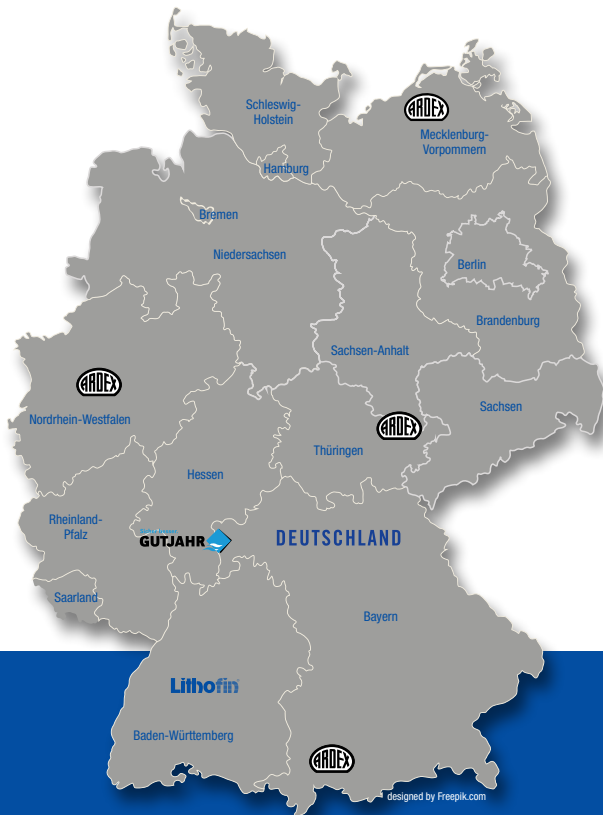 Schleswig-
Holstein
ARDEX
Mecklenburg-
Vorpommern
Hamburg
Bremen
Niedersachsen
Berlin
Brandenburg
Sachsen-Anhalt
ARDEX
Nordrhein-Westfalen
Sachsen
ARDEX
Thüringen
Hessen
Rheinland-
Pfalz
GUTJAHR
DEUTSCHLAND
Saarland
Bayern
Lithofin
Baden-Württemberg
ARDEX
designed by Freepik.com